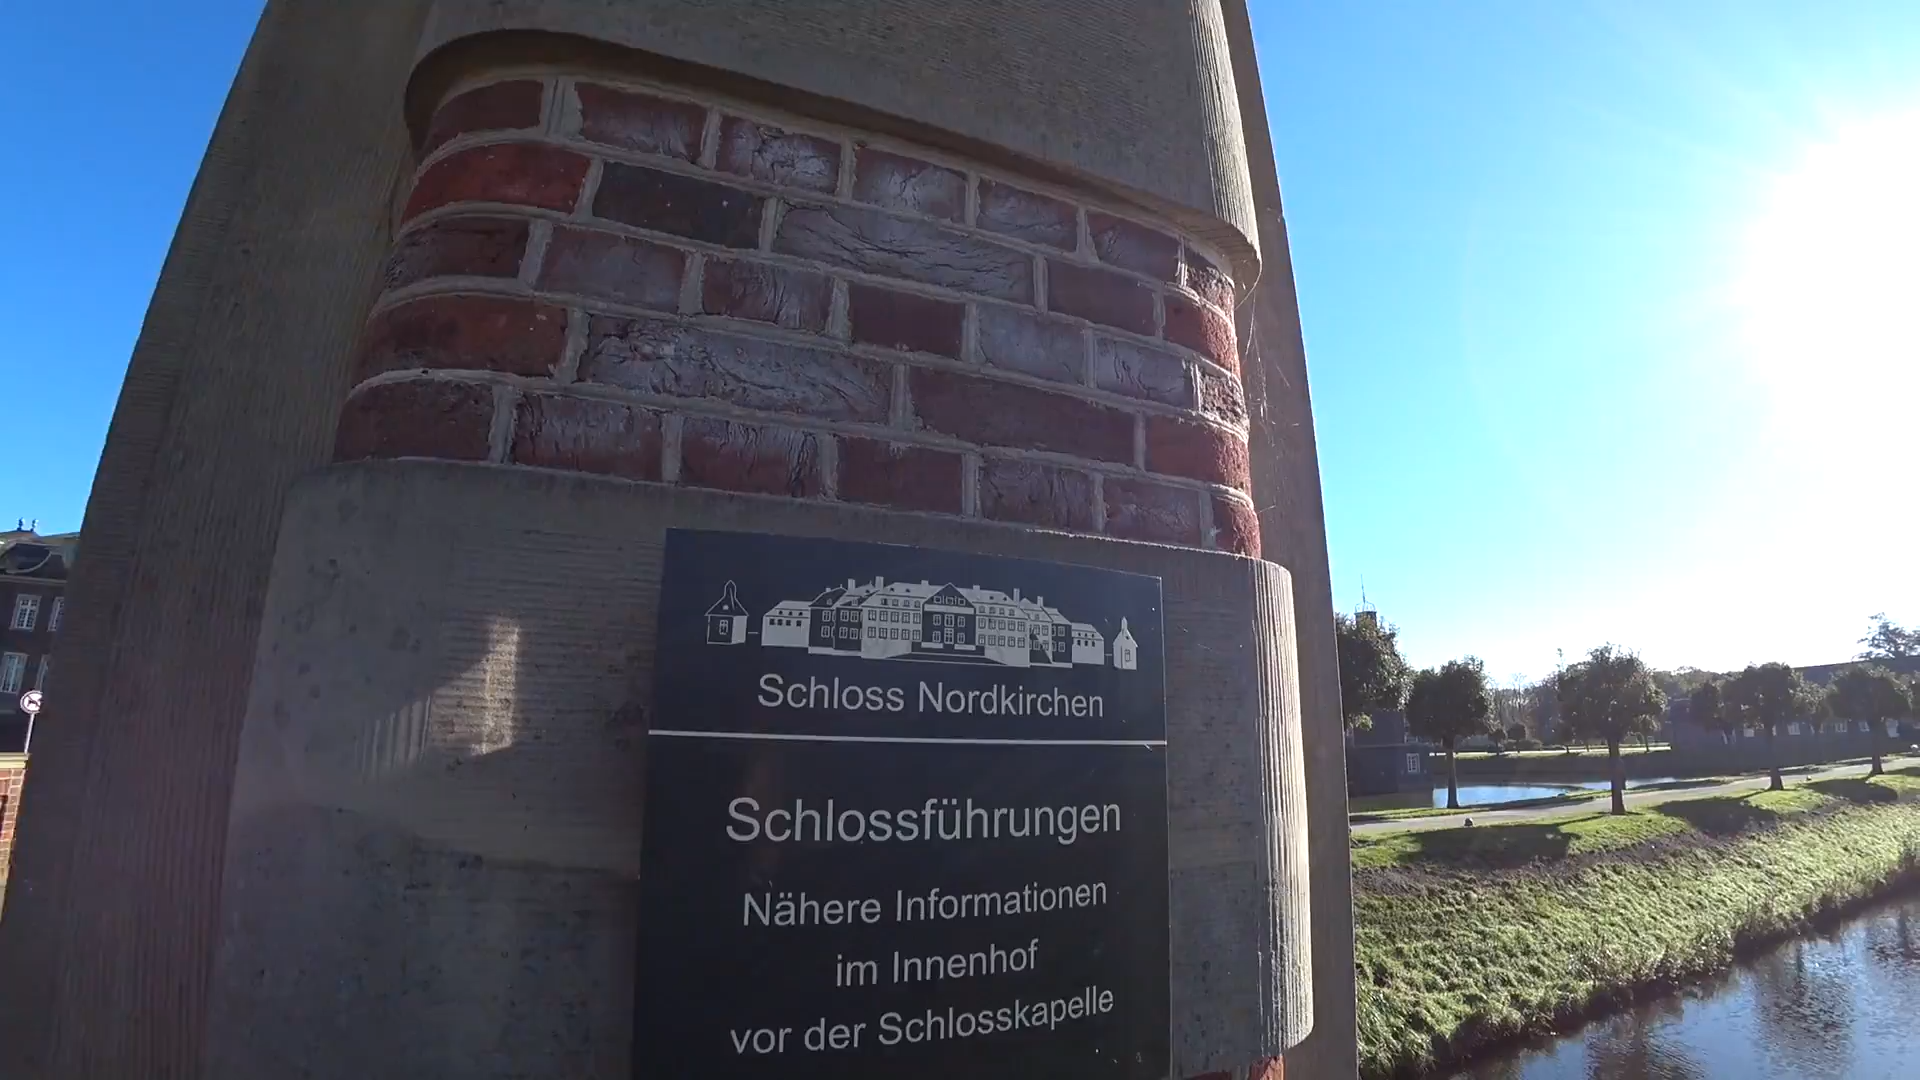 Schloss Nordkirchen
Schlossführungen
Nähere Informationen
im Innenhof
vor der Schlosskapelle